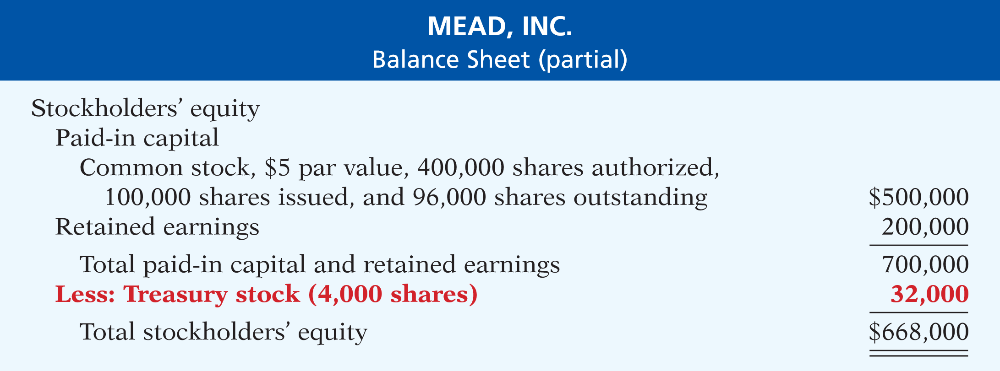 MEAD, INC.
Balance Sheet (partial)
Stockholders’ equity
Paid-in capital
Common stock, $5 par value, 400,000 shares authorized,
100,000 shares issued, and 96,000 shares outstanding $500,000
Retained earnings 200,000
Total paid-in capital and retained earnings 700,000
Less: Treasury stock (4,000 shares) 32,000
Total stockholders’ equity $668,000